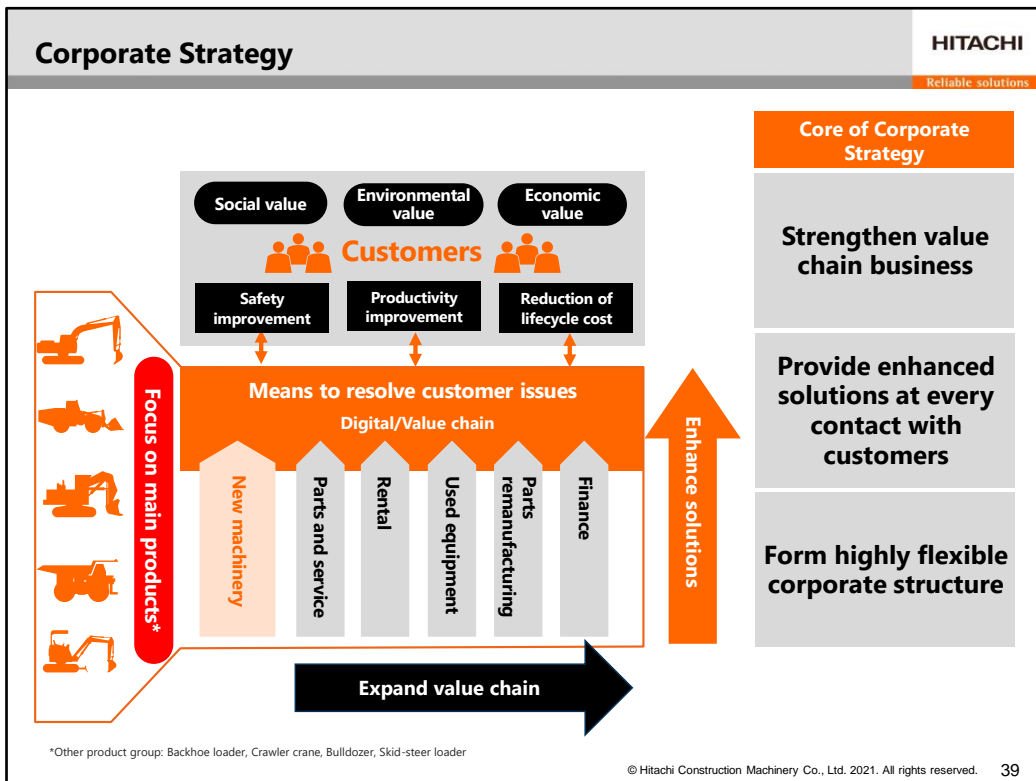 Corporate Strategy
HITACHI
Reliable solutions
Social value
Environmental
value
Economic
value
Customers
Safety
improvement
Productivity
improvement
Reduction of
lifecycle cost
Focus on main products*
Means to resolve customer issues
Digital/Value chain
New machinery
Parts and service
Rental
Used equipment
Parts
remanufacturing
Finance
Enhance solutions
Expand value chain
Core of Corporate
Strategy
Strengthen value
chain business
Provide enhanced
solutions at every
contact with
customers
Form highly flexible
corporate structure
*Other product group: Backhoe loader, Crawler crane, Bulldozer, Skid-steer loader
© Hitachi Construction Machinery Co., Ltd. 2021. All rights reserved. 39